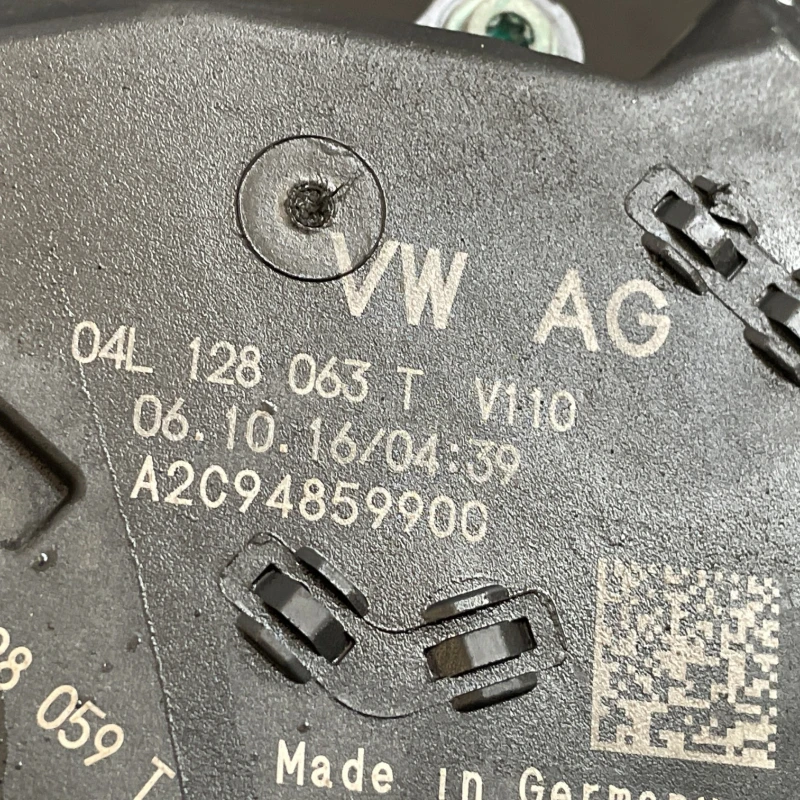 VW AG
04L 128 063 T V110
06.10.16/04:39
A2C94859900
059 T
Made in Germany